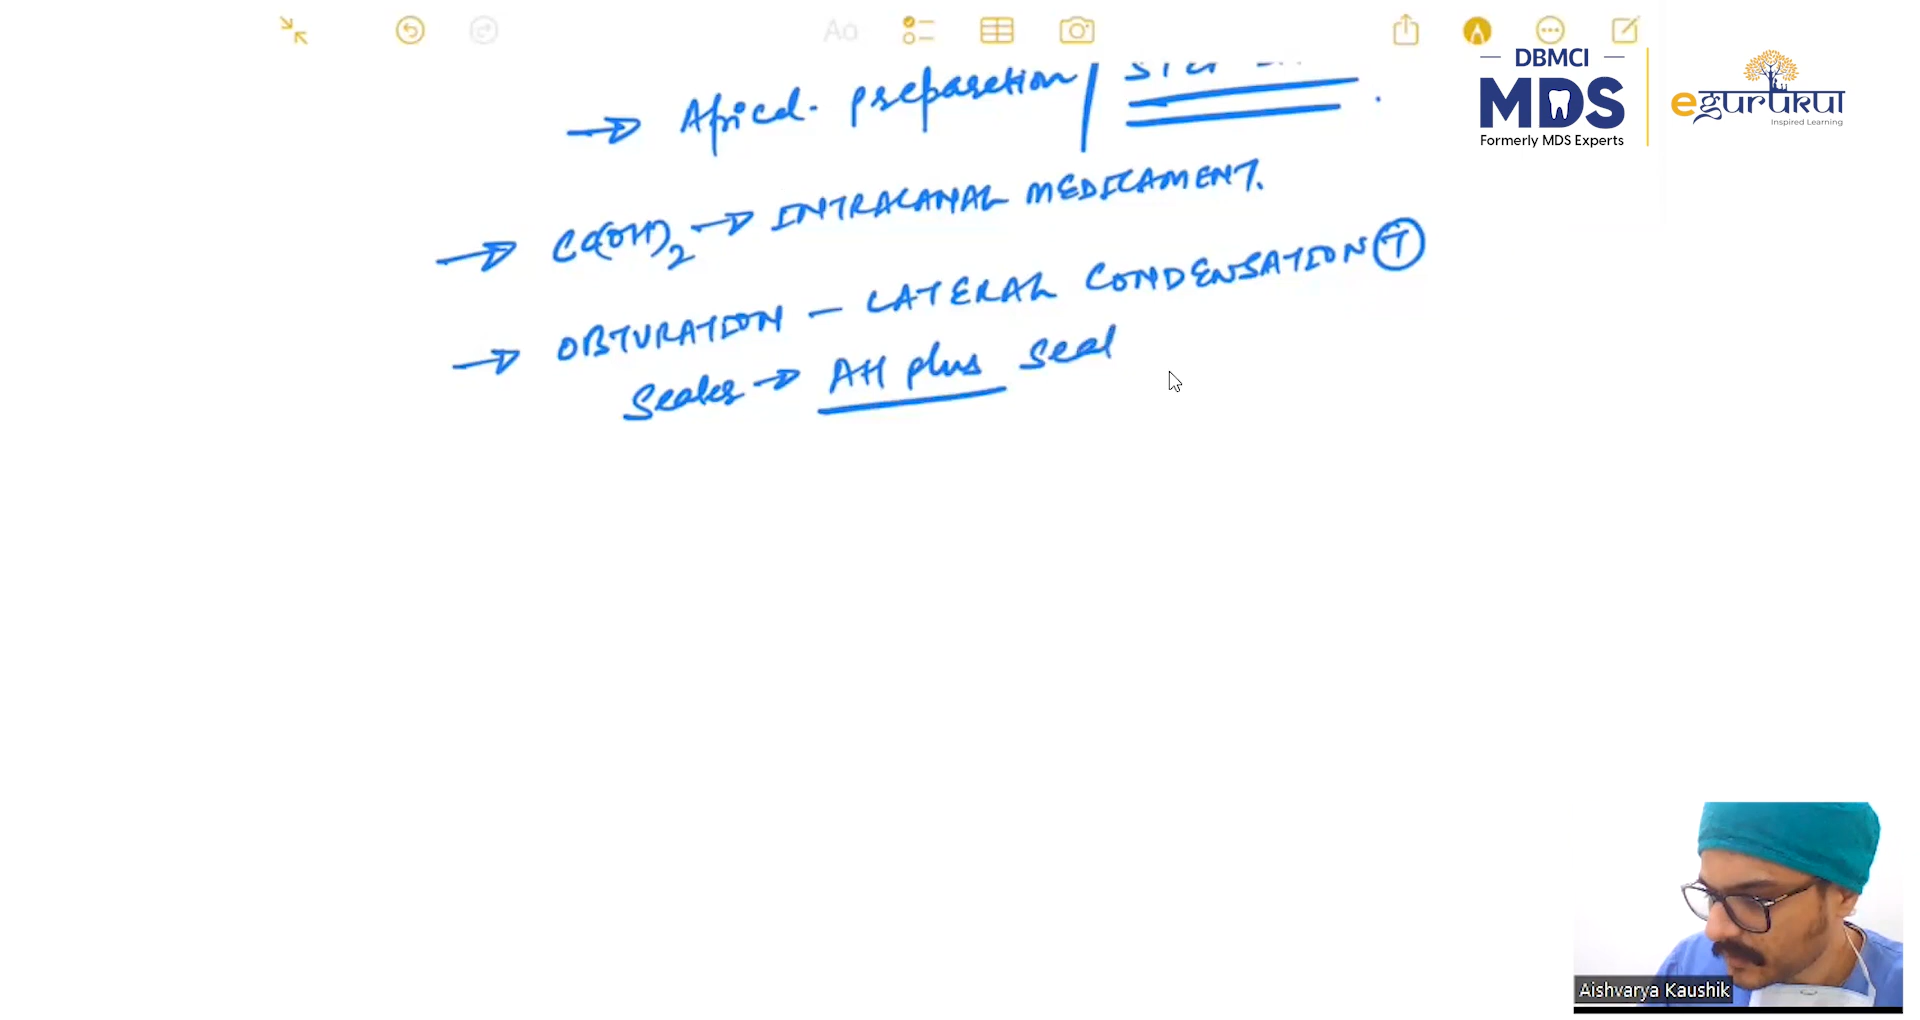 Aa
DBMCI
MDS
Formerly MDS Experts
egurukul
Inspired Learning
→ Apical. preparation /
→ Ca(OH)2 → INTRACANAL MEDICAMENT.
→ OBTURATION – LATERAL CONDENSATION T
Sealer → AH plus Seal
Aishvarya Kaushik